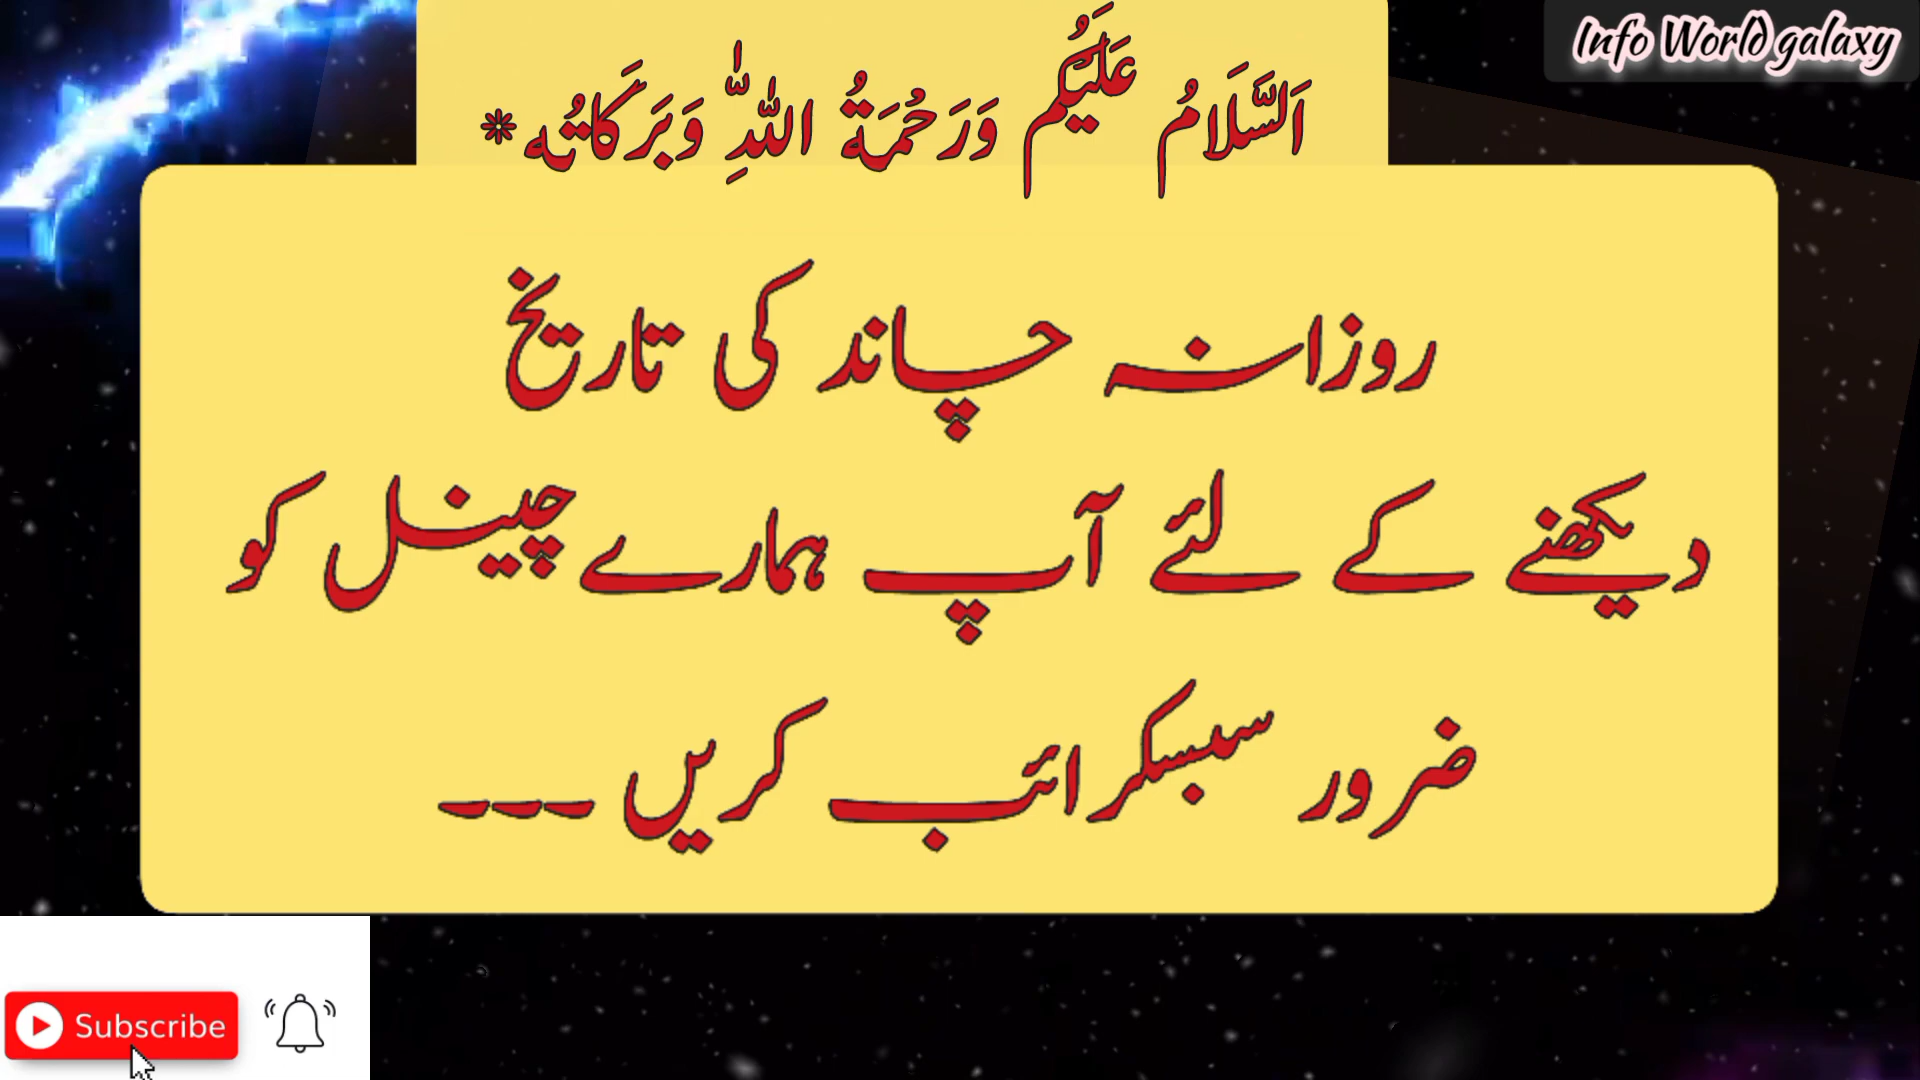 Info World galaxy
اَلسَّلَامُ عَلَيْكُم وَرَحْمَةُ اللّٰهِ وَبَرَكَاتُه*
روزانہ چاند کی تاریخ
دیکھنے کے لئے آپ ہمارے چینل کو
ضرور سبسکرائب کریں ۔۔۔
Subscribe